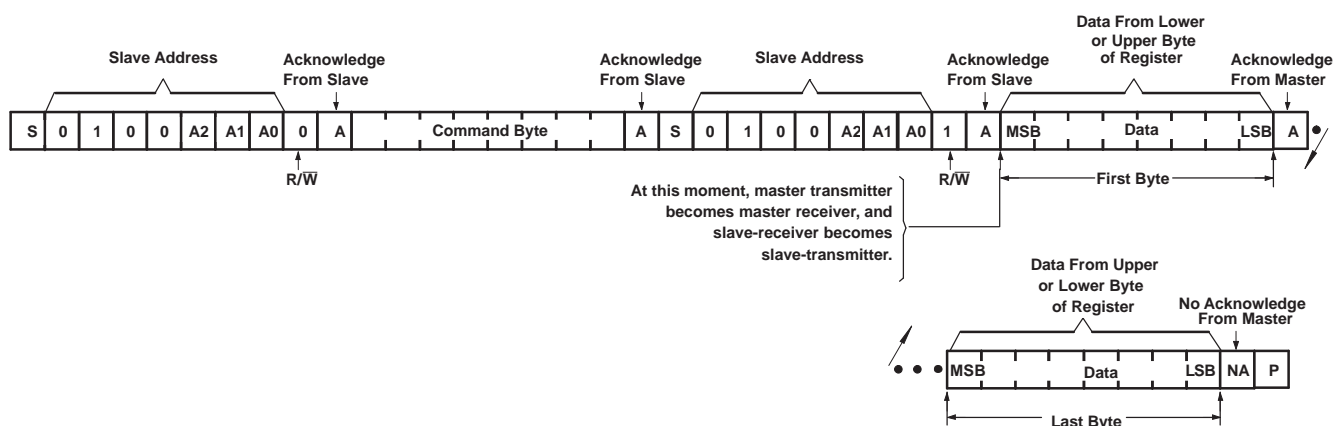 Data From Lower
or Upper Byte
of Register
Slave Address
Acknowledge
From Slave
Acknowledge
From Slave
Slave Address
Acknowledge
From Slave
Acknowledge
From Master
S 0 1 0 0 A2 A1 A0 0 A Command Byte A S 0 1 0 0 A2 A1 A0 1 A MSB Data LSB A
R/W̅
R/W̅
First Byte
At this moment, master transmitter
becomes master receiver, and
slave-receiver becomes
slave-transmitter.
Data From Upper
or Lower Byte
of Register
No Acknowledge
From Master
MSB Data LSB NA P
Last Byte